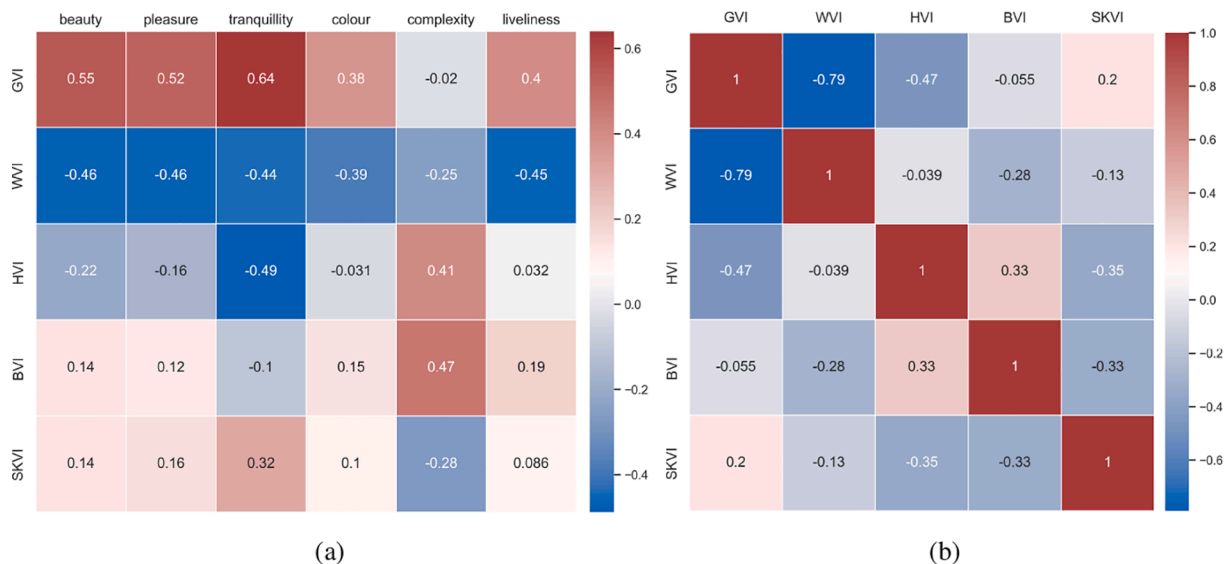 beauty pleasure tranquillity colour complexity liveliness
GVI 0.55 0.52 0.64 0.38 -0.02 0.4
WVI -0.46 -0.46 -0.44 -0.39 -0.25 -0.45
HVI -0.22 -0.16 -0.49 -0.031 0.41 0.032
BVI 0.14 0.12 -0.1 0.15 0.47 0.19
SKVI 0.14 0.16 0.32 0.1 -0.28 0.086
0.6
0.4
0.2
0.0
−0.2
−0.4
(a)
GVI WVI HVI BVI SKVI
GVI 1 -0.79 -0.47 -0.055 0.2
WVI -0.79 1 -0.039 -0.28 -0.13
HVI -0.47 -0.039 1 0.33 -0.35
BVI -0.055 -0.28 0.33 1 -0.33
SKVI 0.2 -0.13 -0.35 -0.33 1
1.0
0.8
0.6
0.4
0.2
0.0
−0.2
−0.4
−0.6
(b)